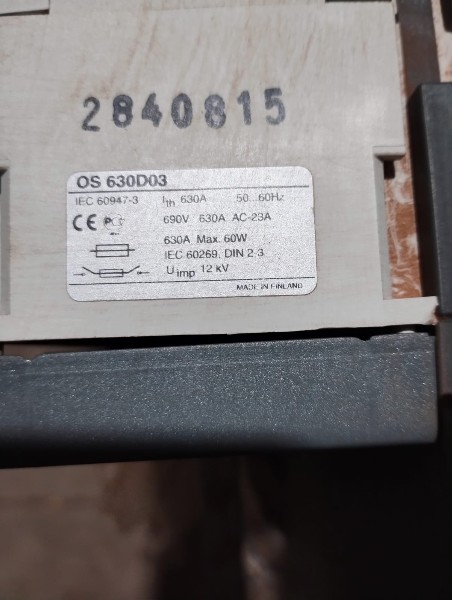 2840815
OS 630D03
IEC 60947-3 Ith 630A 50...60Hz
CE 690V 630A AC-23A
630A Max. 60W
IEC 60269, DIN 2-3
Uimp 12 kV
MADE IN FINLAND